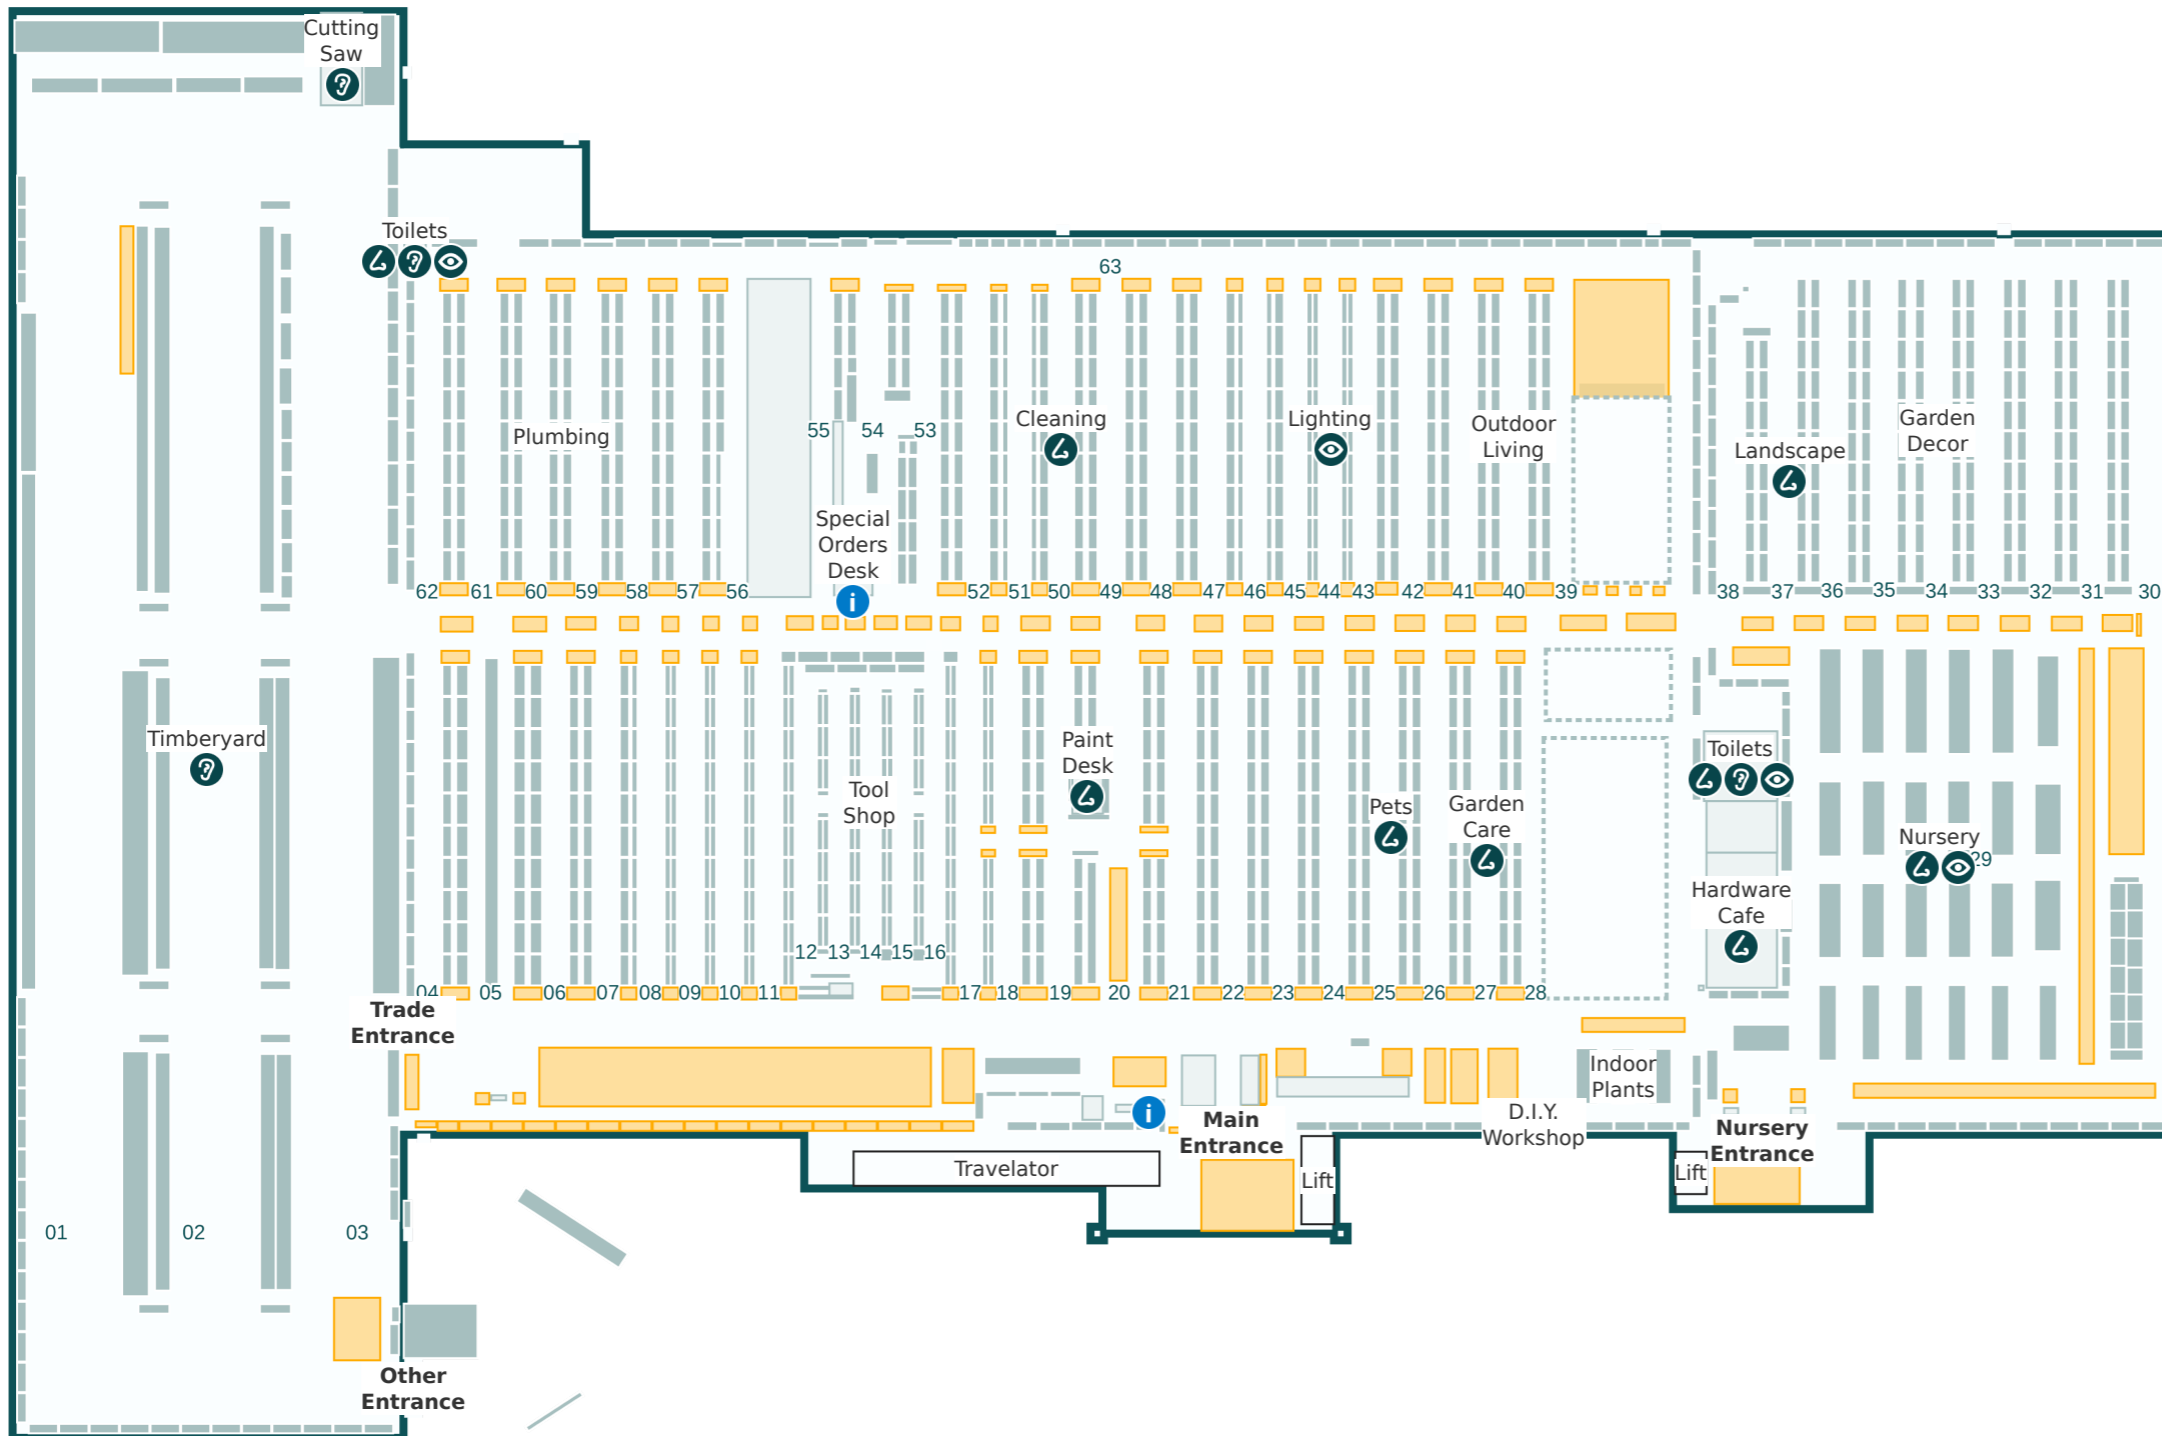 Cutting
Saw
Toilets
63
Plumbing
55
54
53
Cleaning
Lighting
Outdoor
Living
Landscape
Garden
Decor
Special
Orders
Desk
i
62 61 60 59 58 57 56 52 51 50 49 48 47 46 45 44 43 42 41 40 39 38 37 36 35 34 33 32 31 30
Timberyard
Tool
Shop
Paint
Desk
Pets
Garden
Care
Toilets
Nursery
29
Hardware
Cafe
12 13 14 15 16
04 05 06 07 08 09 10 11 17 18 19 20 21 22 23 24 25 26 27 28
Trade
Entrance
Indoor
Plants
i
Main
Entrance
D.I.Y.
Workshop
Nursery
Entrance
Travelator
Lift
Lift
01 02 03
Other
Entrance